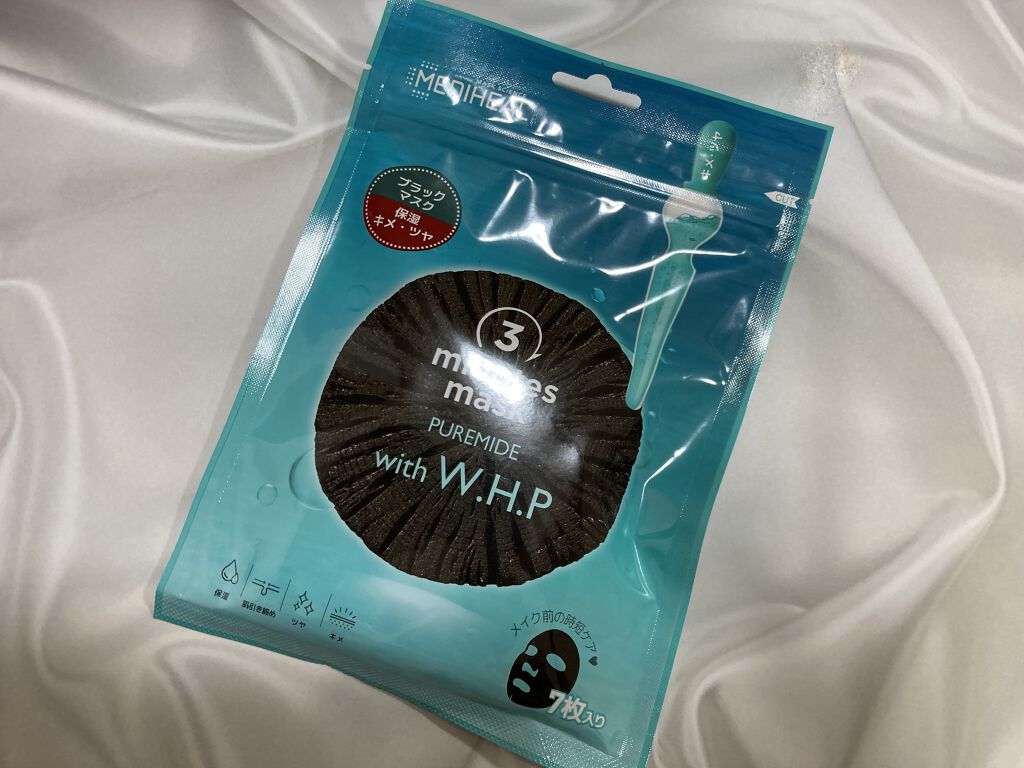 MEDIHEAL
CUT
ブラック
マスク
保湿
キメ・ツヤ
3
minutes
mask
PUREMIDE
with W.H.P
保湿
肌引き締め
ツヤ
キメ
メイク前の時短ケア
7枚入り